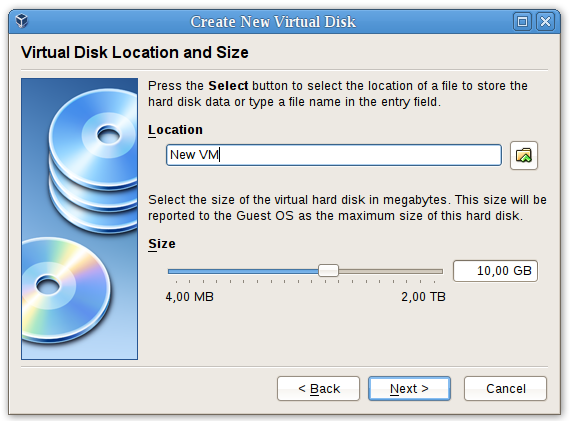 Create New Virtual Disk
Virtual Disk Location and Size
Press the Select button to select the location of a file to store the
hard disk data or type a file name in the entry field.
Location
New VM
Select the size of the virtual hard disk in megabytes. This size will be
reported to the Guest OS as the maximum size of this hard disk.
Size
10,00 GB
4,00 MB 2,00 TB
< Back Next > Cancel